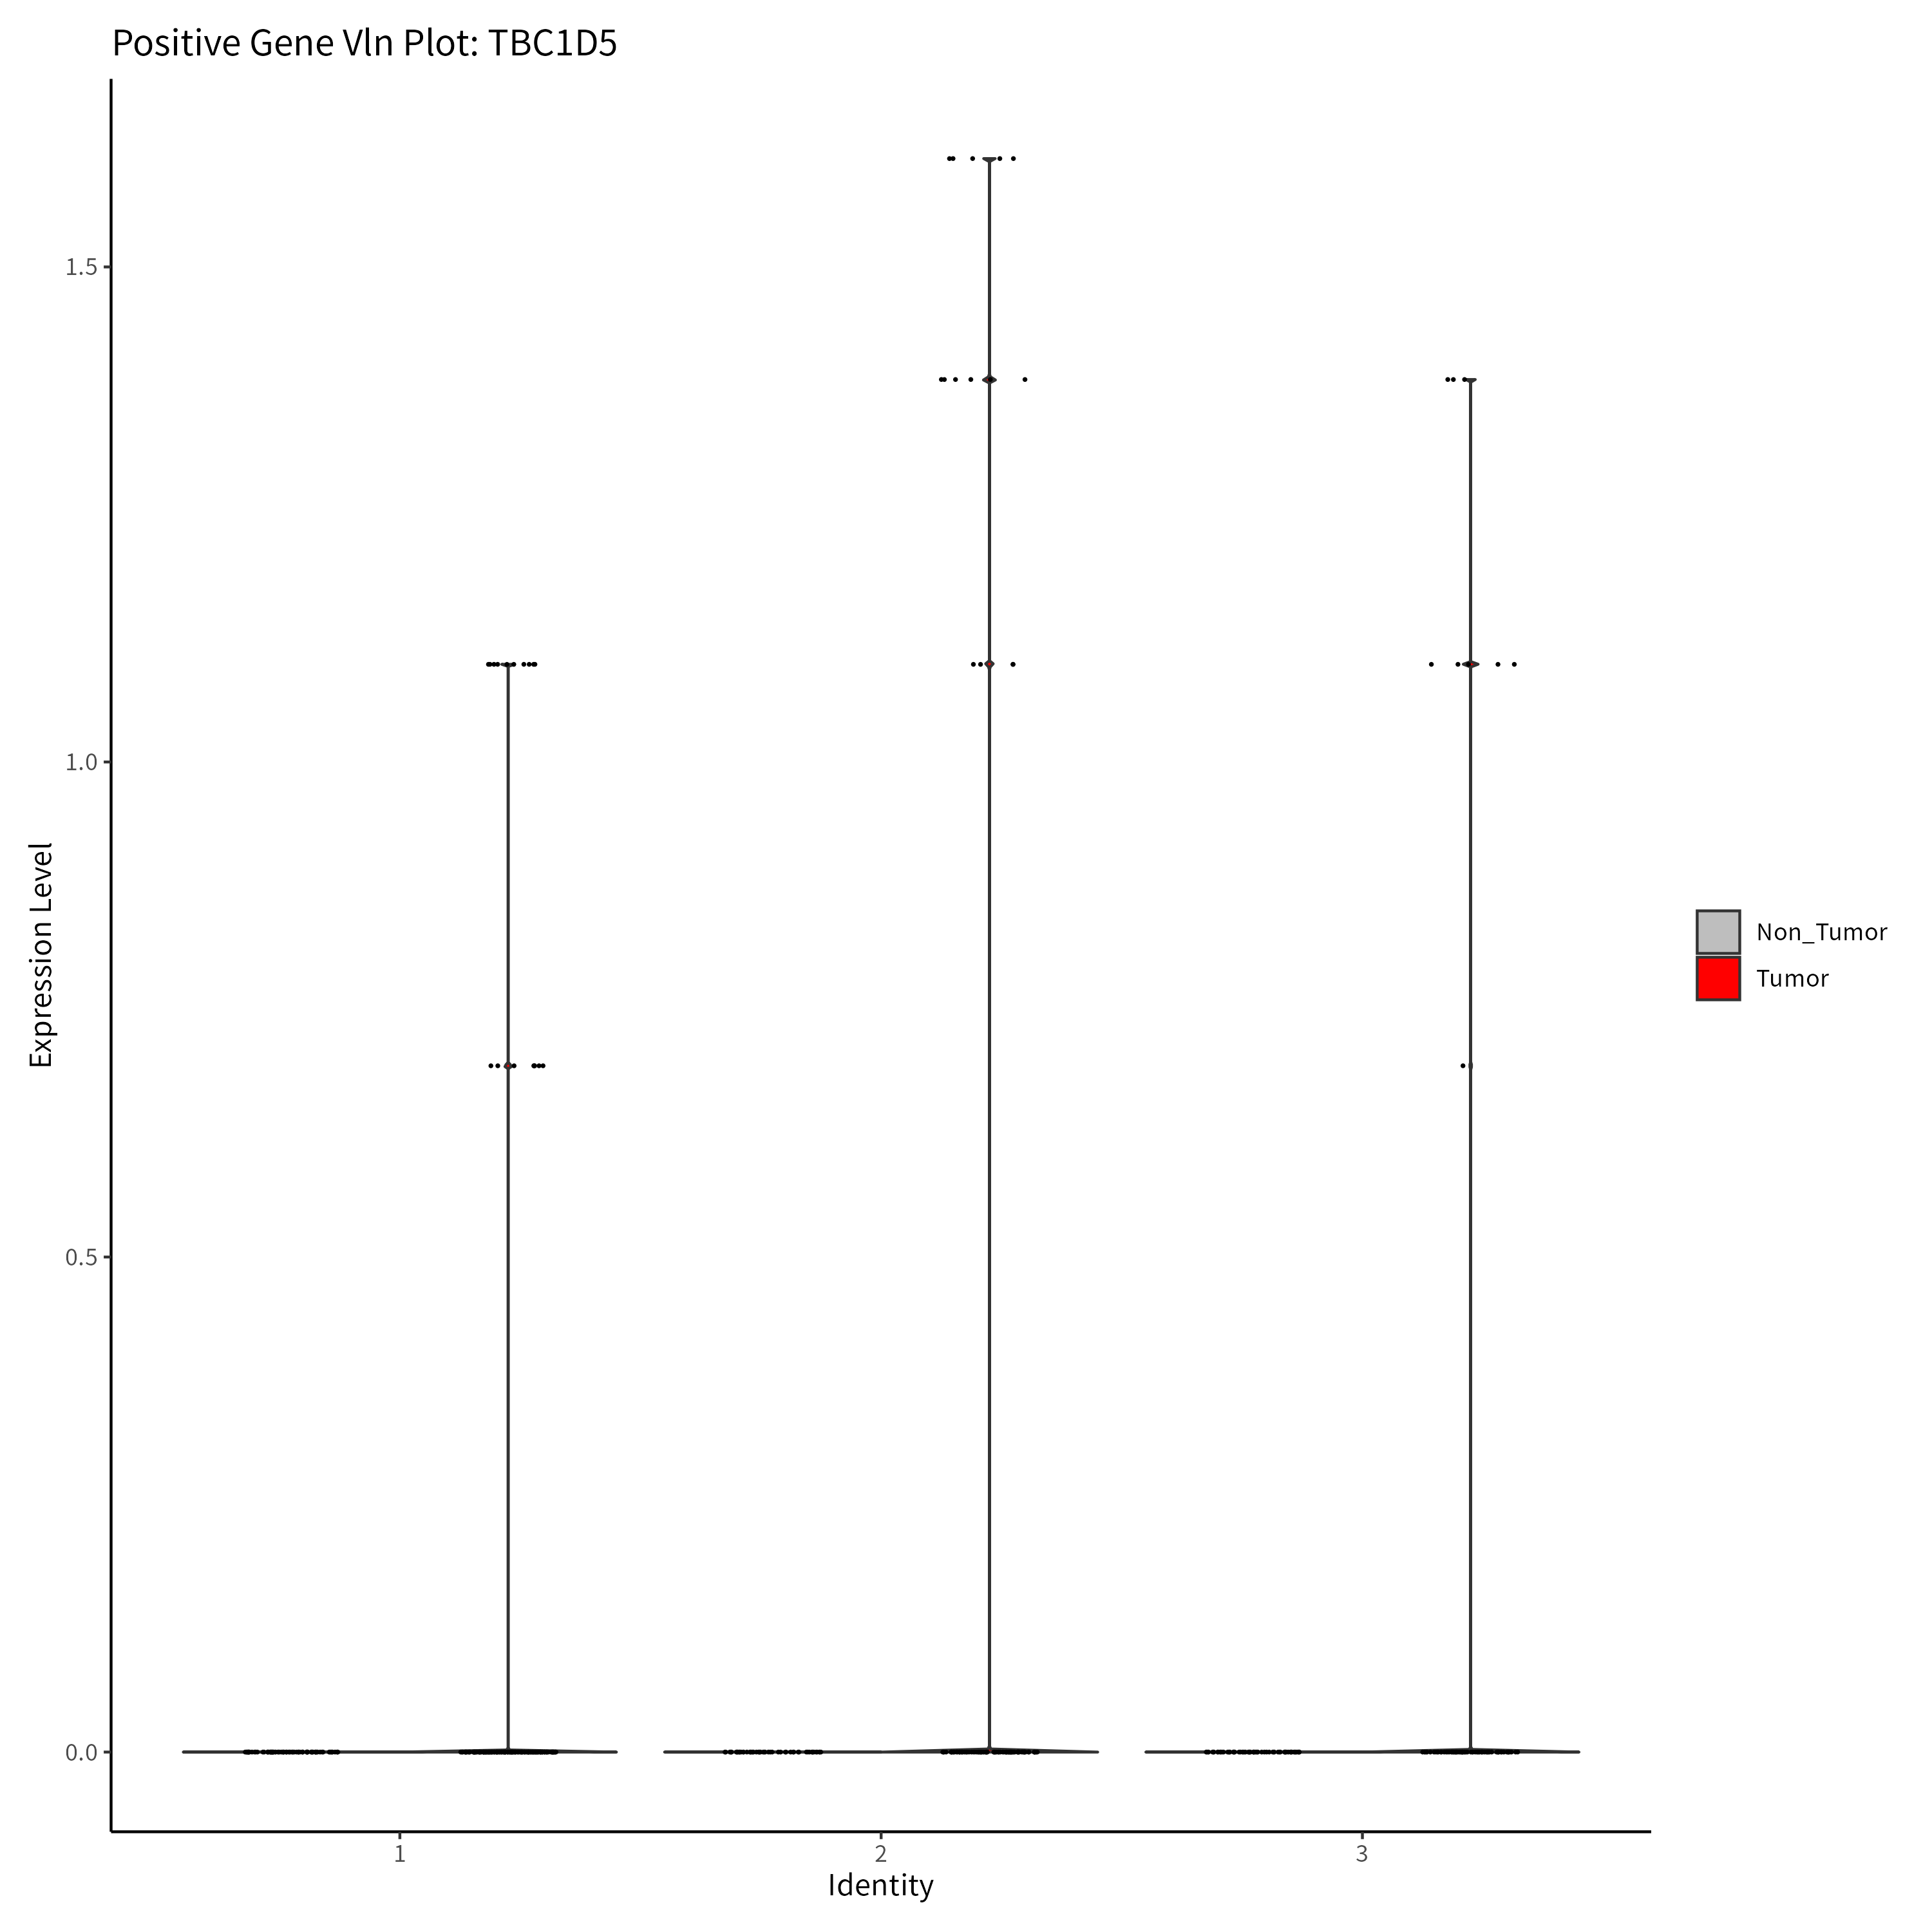 Positive Gene Vln Plot: TBC1D5
Expression Level
1.5
1.0
0.5
0.0
1 2 3
Identity
Non_Tumor
Tumor